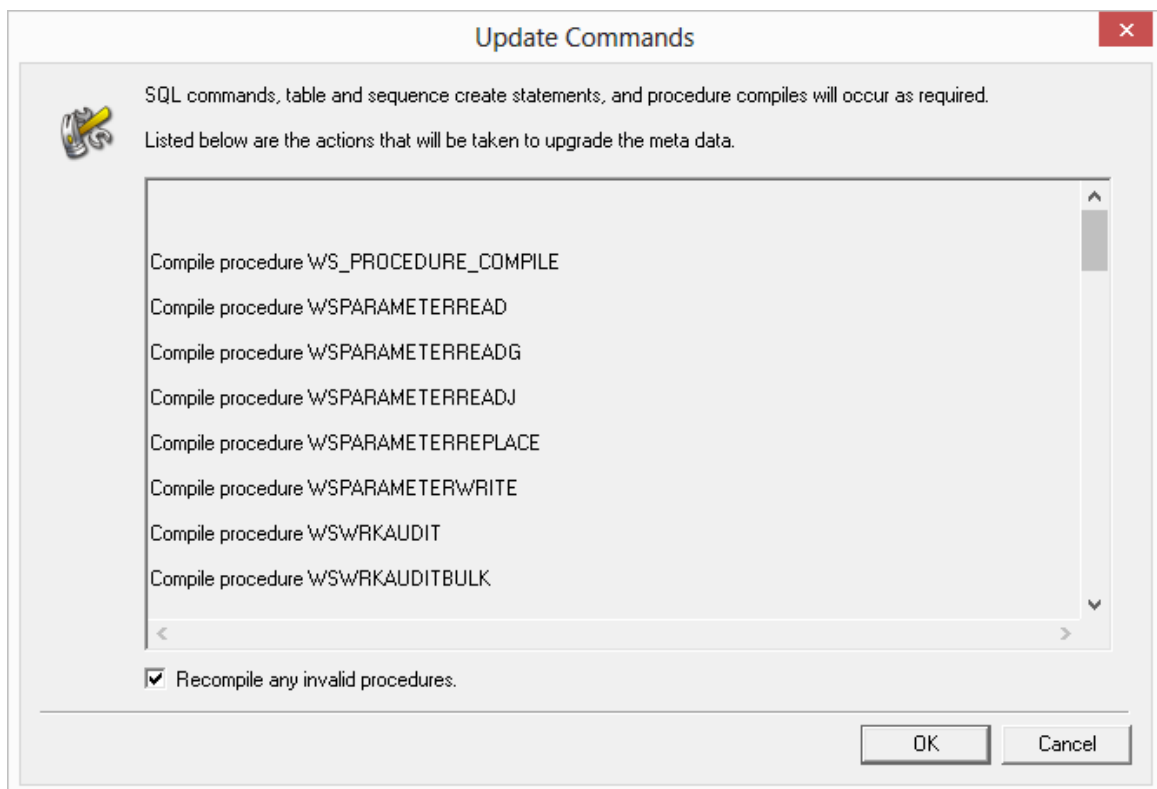 Update Commands
SQL commands, table and sequence create statements, and procedure compiles will occur as required.
Listed below are the actions that will be taken to upgrade the meta data.
Compile procedure WS_PROCEDURE_COMPILE
Compile procedure WSPARAMETERREAD
Compile procedure WSPARAMETERREADG
Compile procedure WSPARAMETERREADJ
Compile procedure WSPARAMETERREPLACE
Compile procedure WSPARAMETERWRITE
Compile procedure WSWRKAUDIT
Compile procedure WSWRKAUDITBULK
Recompile any invalid procedures.
OK
Cancel